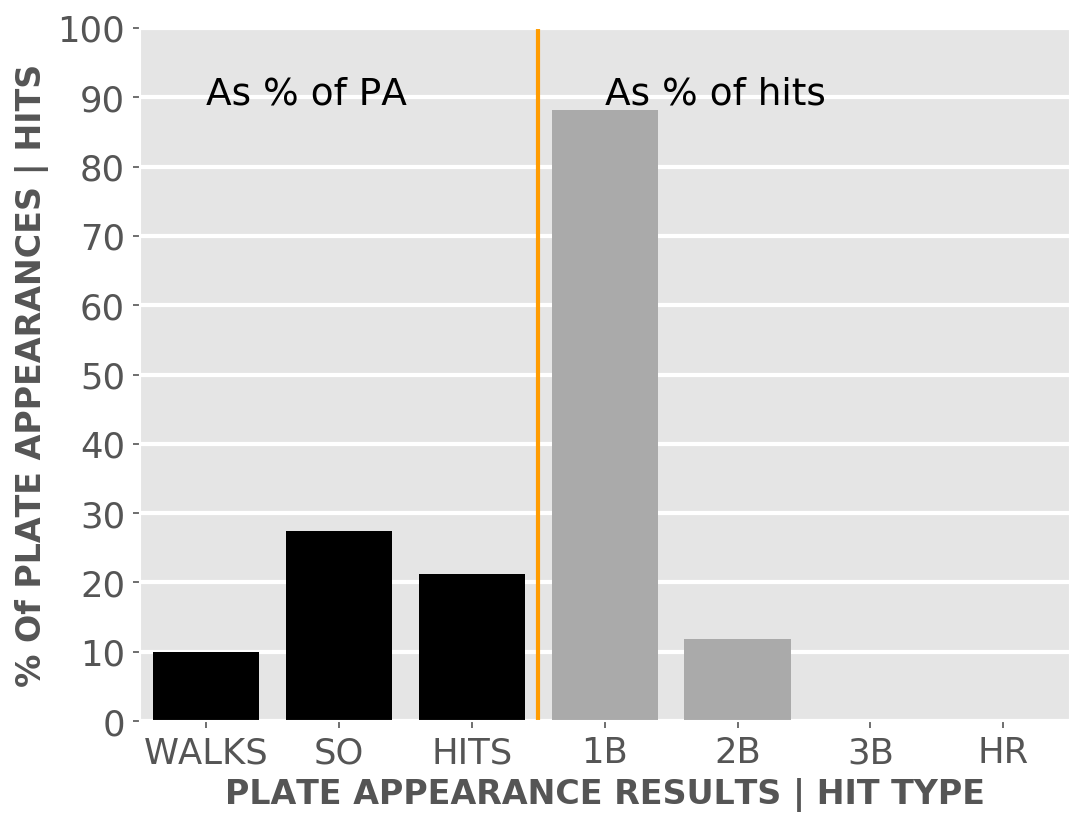 100
90
80
70
60
50
40
30
20
10
0
% Of PLATE APPEARANCES | HITS
As % of PA
As % of hits
WALKS SO HITS 1B 2B 3B HR
PLATE APPEARANCE RESULTS | HIT TYPE